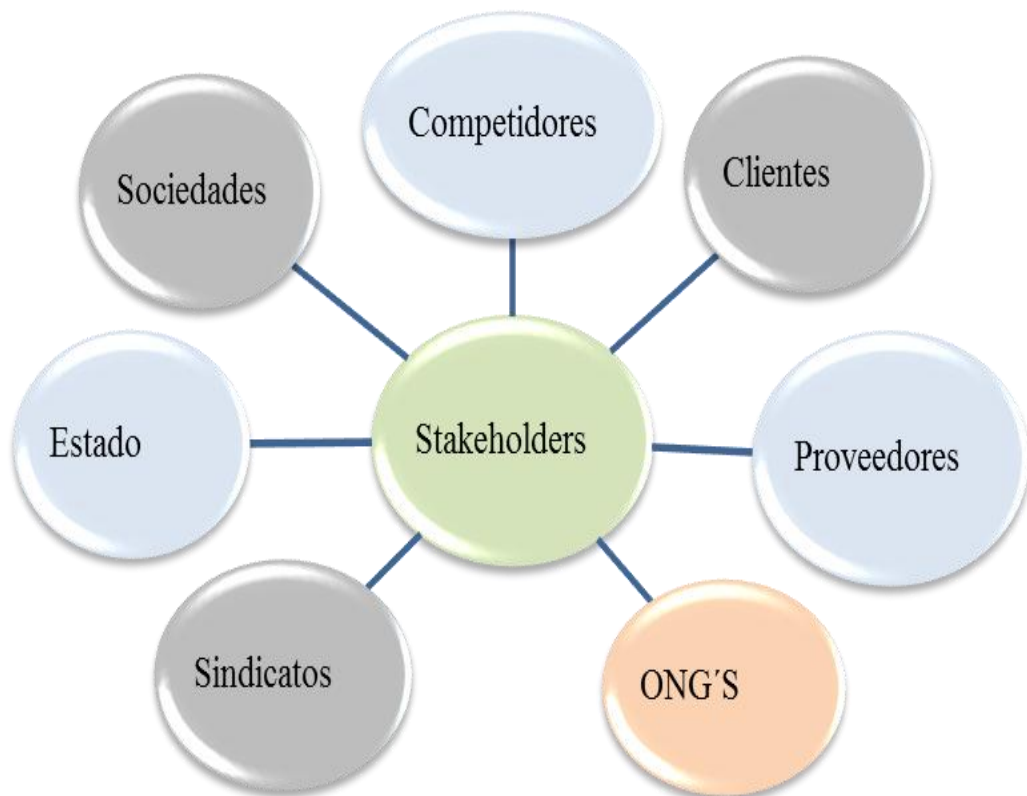 Competidores
Clientes
Sociedades
Stakeholders
Estado
Proveedores
Sindicatos
ONG´S